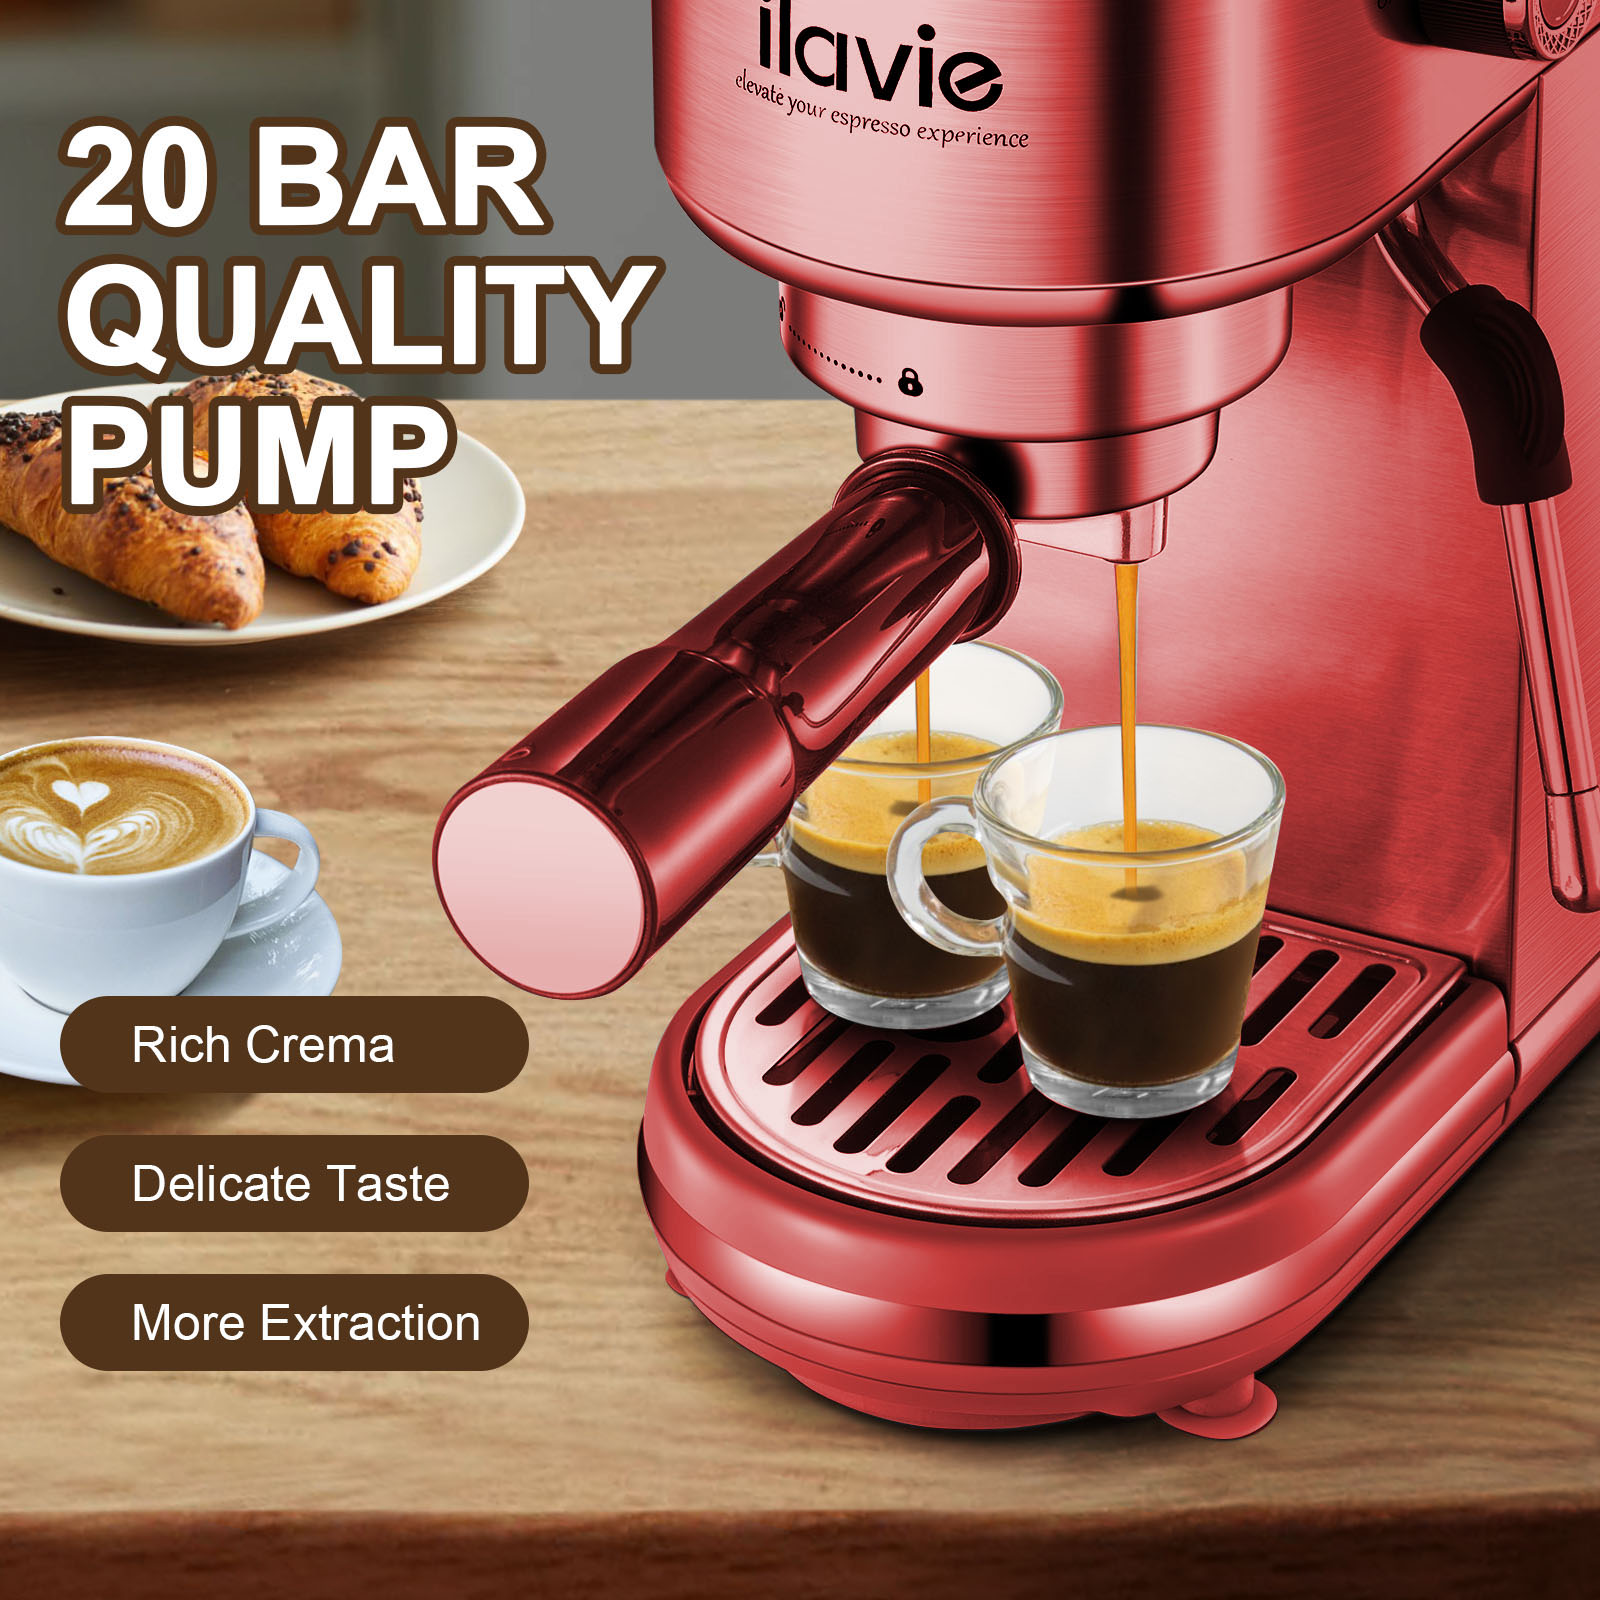 ilavie
elevate your espresso experience
20 BAR
QUALITY
PUMP
Rich Crema
Delicate Taste
More Extraction